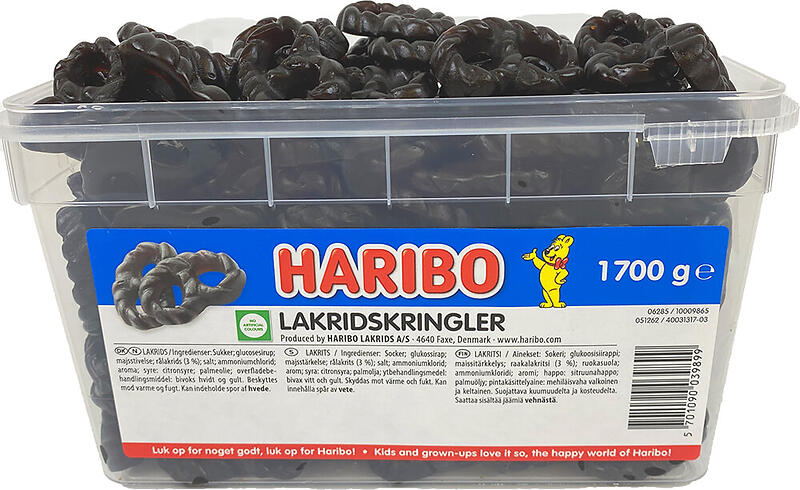 HARIBO
1700 g e
NO ARTIFICIAL COLOURS
LAKRIDSKRINGLER
Produced by HARIBO LAKRIDS A/S • 4640 Faxe, Denmark • www.haribo.com
06285 / 10009865
051262 / 40031317-03
DK N LAKRIDS / Ingredienser: Sukker; glucosesirup;
majsstivelse; rålakrids (3 %); salt; ammoniumklorid;
aroma; syre: citronsyre; palmeolie; overfladebe-
handlingsmiddel: bivoks hvidt og gult. Beskyttes
mod varme og fugt. Kan indeholde spor af hvede.
S LAKRITS / Ingredienser: Socker; glukossirap;
majsstärkelse; rålakrits (3 %); salt; ammoniumklorid;
arom; syra: citronsyra; palmolja; ytbehandlingsmedel:
bivax vitt och gult. Skyddas mot värme och fukt. Kan
innehålla spår av vete.
FIN LAKRITSI / Ainekset: Sokeri; glukoosisiirappi;
maissitärkkelys; raakalakritsi (3 %); ruokasuola;
ammoniumkloridi; aromi; happo: sitruunahappo;
palmuöljy; pintakäsittelyaine: mehiläisvaha valkoinen
ja keltainen. Suojattava kuumuudelta ja kosteudelta.
Saattaa sisältää jäämiä vehnästä.
5 701090 039899
Luk op for noget godt, luk op for Haribo! • Kids and grown-ups love it so, the happy world of Haribo!